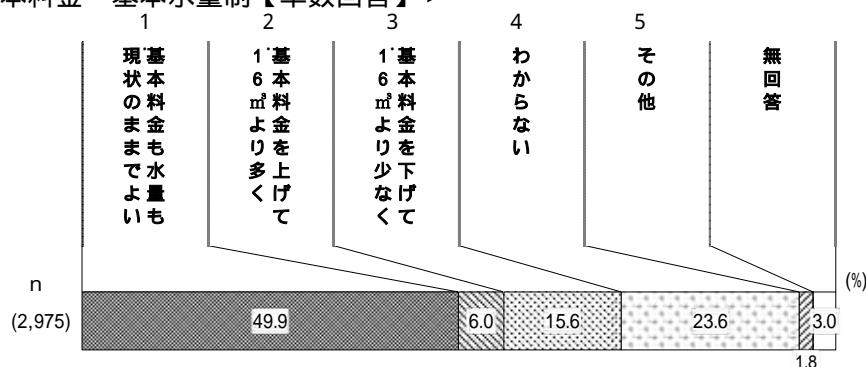 本料金・基本水量制【単数回答】>
1 2 3 4 5
基本料金も水量も
現状のままでよい
基本料金を上げて
1˙6㎥より多く
基本料金を下げて
1˙6㎥より少なく
わからない
その他
無回答
(%)
n
(2,975)
49.9 6.0 15.6 23.6 3.0
1.8